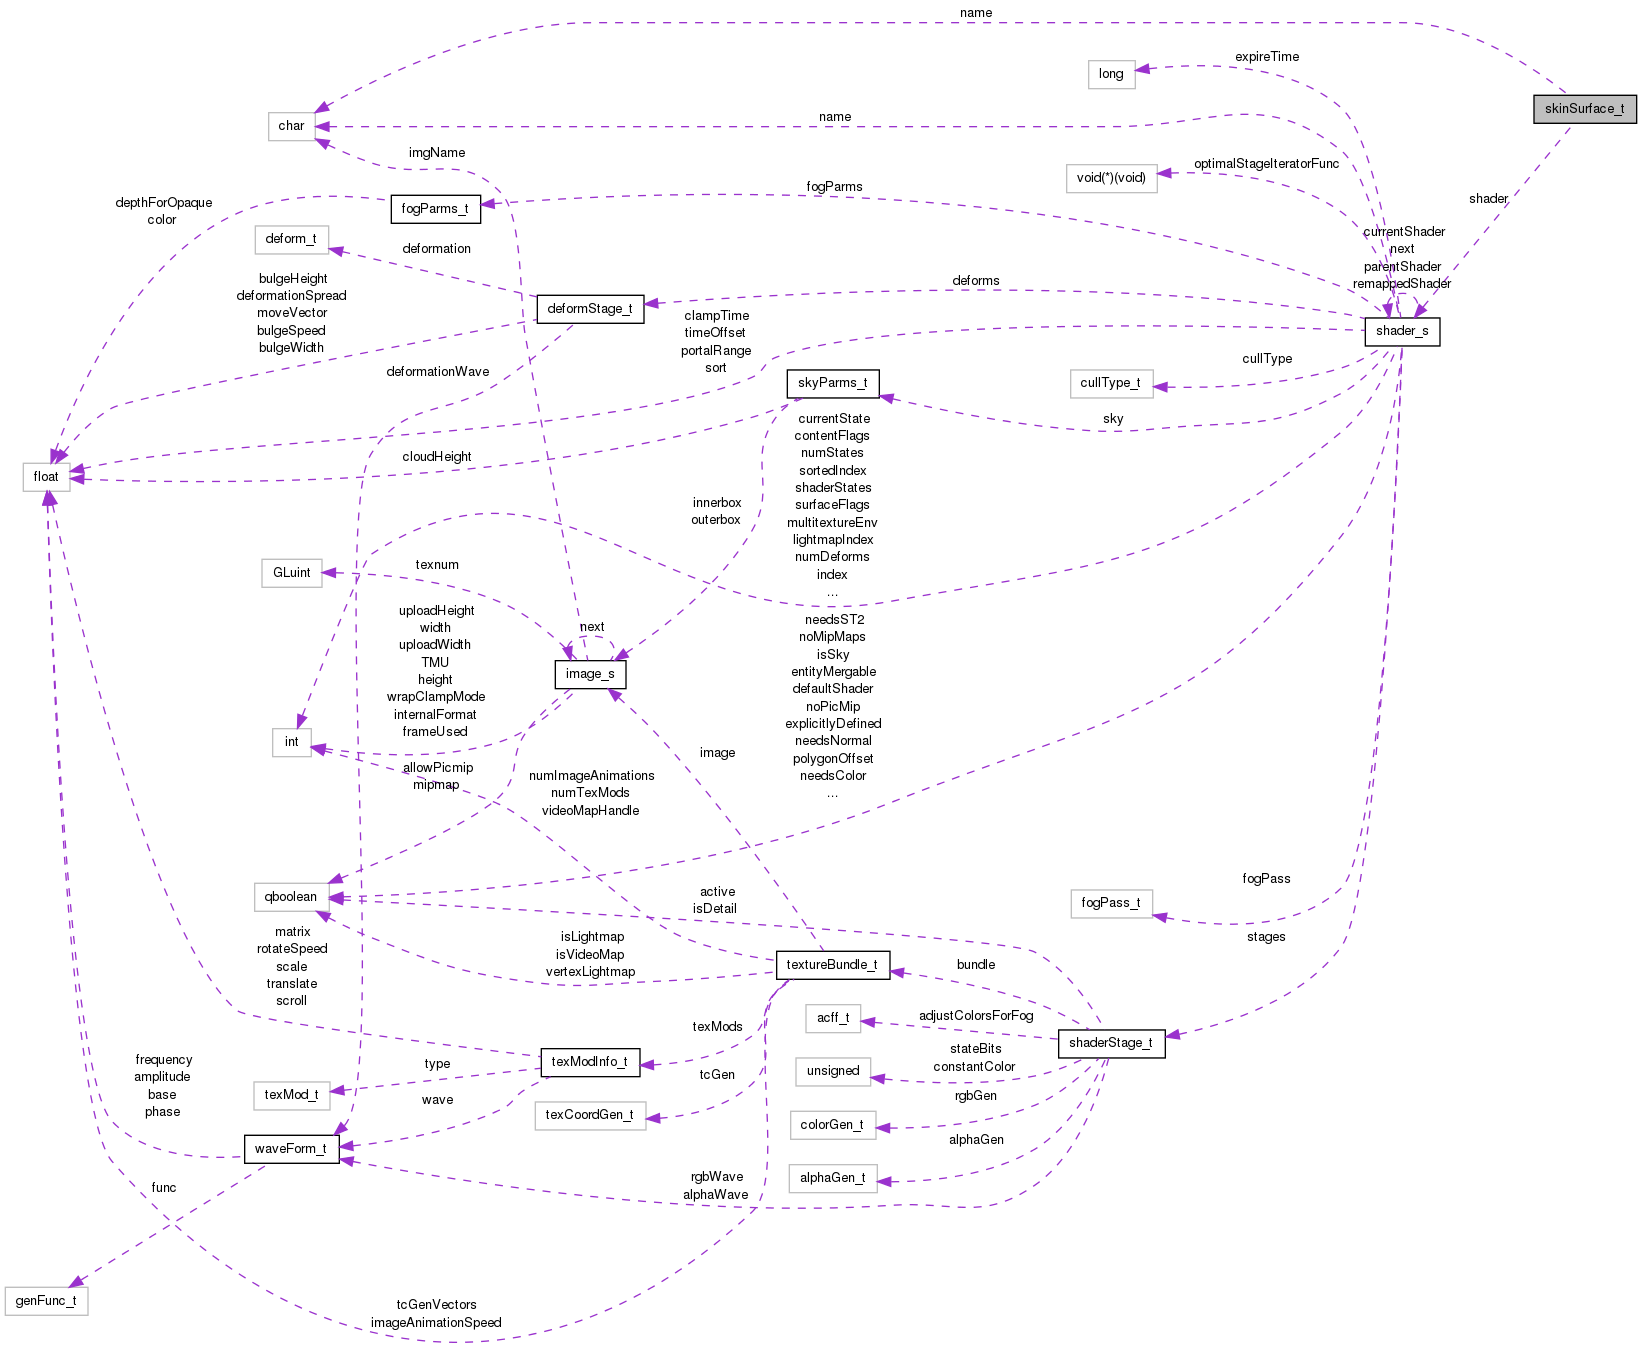 name
expireTime
long
skinSurface_t
char
name
imgName
optimalStageIteratorFunc
void(*)(void)
fogParms
shader
depthForOpaque
color
fogParms_t
deform_t
deformation
currentShader
next
parentShader
remappedShader
bulgeHeight
deformationSpread
moveVector
bulgeSpeed
bulgeWidth
deforms
deformStage_t
clampTime
timeOffset
portalRange
sort
shader_s
deformationWave
skyParms_t
cullType
cullType_t
sky
currentState
contentFlags
numStates
sortedIndex
shaderStates
surfaceFlags
multitextureEnv
lightmapIndex
numDeforms
index
...
cloudHeight
float
innerbox
outerbox
GLuint
texnum
uploadHeight
width
uploadWidth
TMU
height
wrapClampMode
internalFormat
frameUsed
next
image_s
needsST2
noMipMaps
isSky
entityMergable
defaultShader
noPicMip
explicitlyDefined
needsNormal
polygonOffset
needsColor
...
int
image
allowPicmip
mipmap
numImageAnimations
numTexMods
videoMapHandle
qboolean
active
isDetail
fogPass
fogPass_t
stages
matrix
rotateSpeed
scale
translate
scroll
isLightmap
isVideoMap
vertexLightmap
textureBundle_t
bundle
acff_t
adjustColorsForFog
shaderStage_t
texMods
texModInfo_t
stateBits
constantColor
unsigned
frequency
amplitude
base
phase
type
texMod_t
tcGen
wave
texCoordGen_t
rgbGen
colorGen_t
waveForm_t
alphaGen
alphaGen_t
func
rgbWave
alphaWave
genFunc_t
tcGenVectors
imageAnimationSpeed